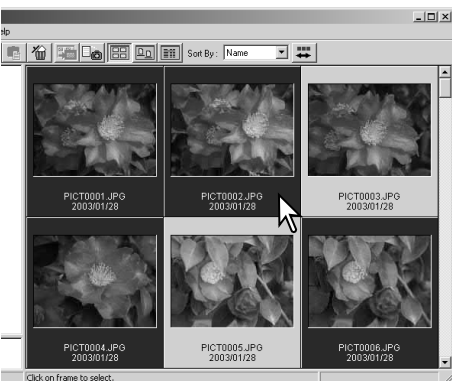 elp
Sort By: Name
PICT0001.JPG
2003/01/28
PICT0002.JPG
2003/01/28
PICT0003.JPG
2003/01/28
PICT0004.JPG
2003/01/28
PICT0005.JPG
2003/01/28
PICT0006.JPG
2003/01/28
Click on frame to select.